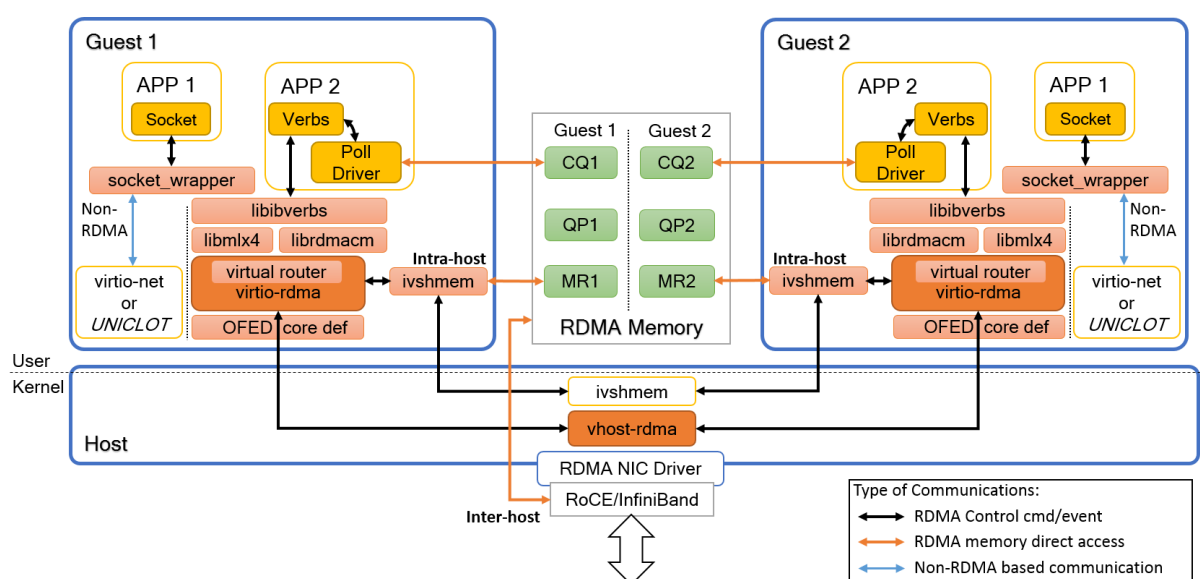 Guest 1
APP 1
Socket
socket_wrapper
Non-
RDMA
virtio-net
or
UNICLOT
APP 2
Verbs
Poll
Driver
libibverbs
libmlx4
librdmacm
virtual router
virtio-rdma
OFED core def
Intra-host
ivshmem
Guest 1
Guest 2
CQ1
CQ2
QP1
QP2
MR1
MR2
RDMA Memory
Guest 2
APP 2
Verbs
Poll
Driver
APP 1
Socket
socket_wrapper
libibverbs
librdmacm
libmlx4
Non-
RDMA
Intra-host
ivshmem
virtual router
virtio-rdma
OFED core def
virtio-net
or
UNICLOT
User
Kernel
ivshmem
vhost-rdma
Host
RDMA NIC Driver
RoCE/InfiniBand
Inter-host
Type of Communications:
RDMA Control cmd/event
RDMA memory direct access
Non-RDMA based communication